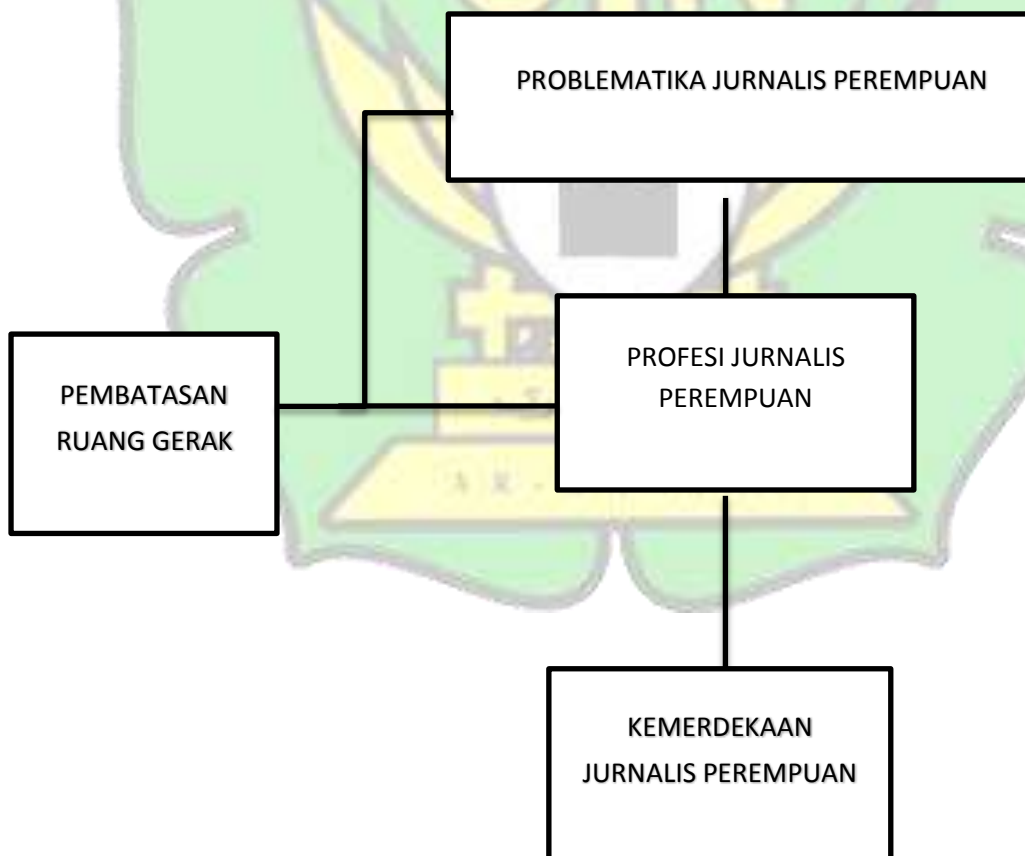 PROBLEMATIKA JURNALIS PEREMPUAN
PROFESI JURNALIS
PEREMPUAN
PEMBATASAN
RUANG GERAK
KEMERDEKAAN
JURNALIS PEREMPUAN